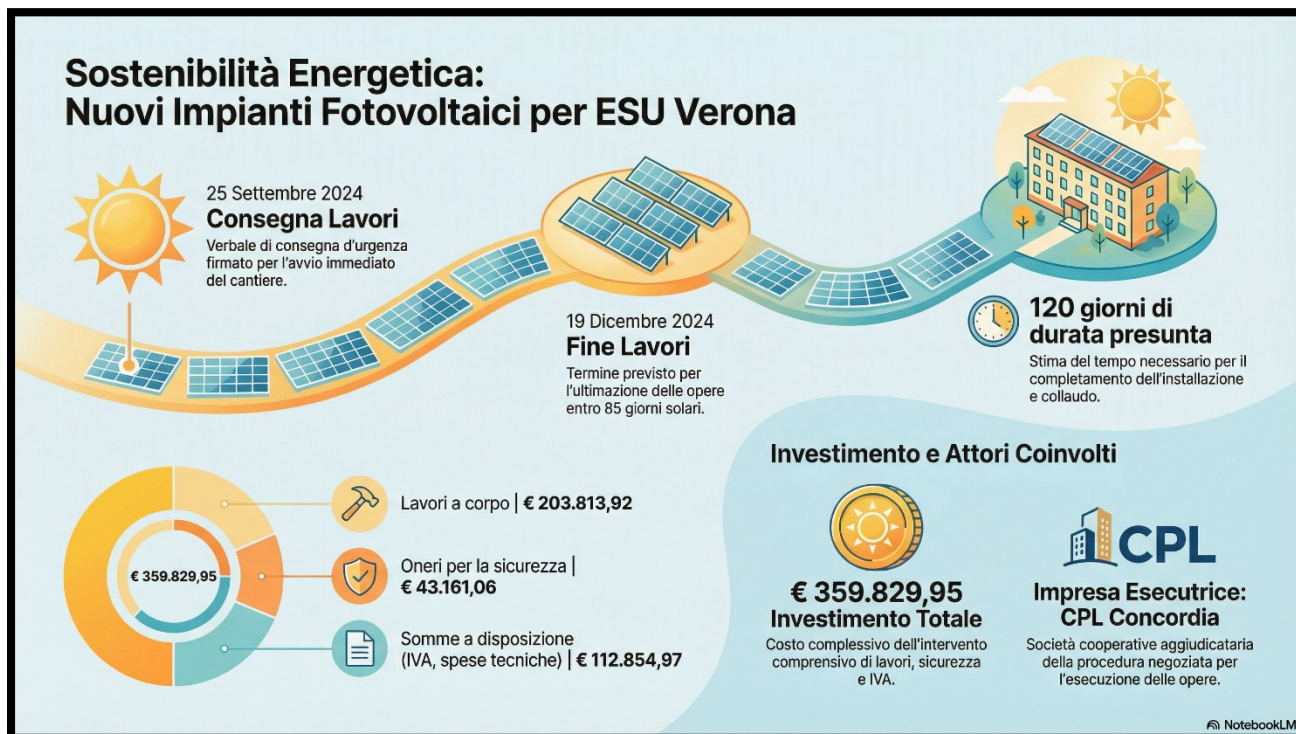 Sostenibilità Energetica:
Nuovi Impianti Fotovoltaici per ESU Verona
25 Settembre 2024
Consegna Lavori
Verbale di consegna d'urgenza
firmato per l'avvio immediato
del cantiere.
19 Dicembre 2024
Fine Lavori
Termine previsto per
l'ultimazione delle opere
entro 85 giorni solari.
120 giorni di
durata presunta
Stima del tempo necessario per il
completamento dell'installazione
e collaudo.
€ 359.829,95
Lavori a corpo | € 203.813,92
Oneri per la sicurezza |
€ 43.161,06
Somme a disposizione
(IVA, spese tecniche) | € 112.854,97
Investimento e Attori Coinvolti
€ 359.829,95
Investimento Totale
Costo complessivo dell'intervento
comprensivo di lavori, sicurezza
e IVA.
CPL
Impresa Esecutrice:
CPL Concordia
Società cooperative aggiudicataria
della procedura negoziata per
l'esecuzione delle opere.
NotebookLM